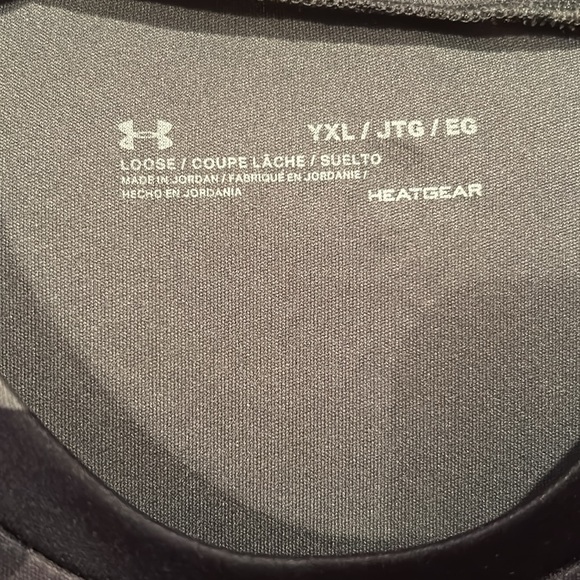 YXL / JTG / EG
LOOSE / COUPE LÂCHE / SUELTO
MADE IN JORDAN / FABRIQUÉ EN JORDANIE /
HECHO EN JORDANIA
HEATGEAR